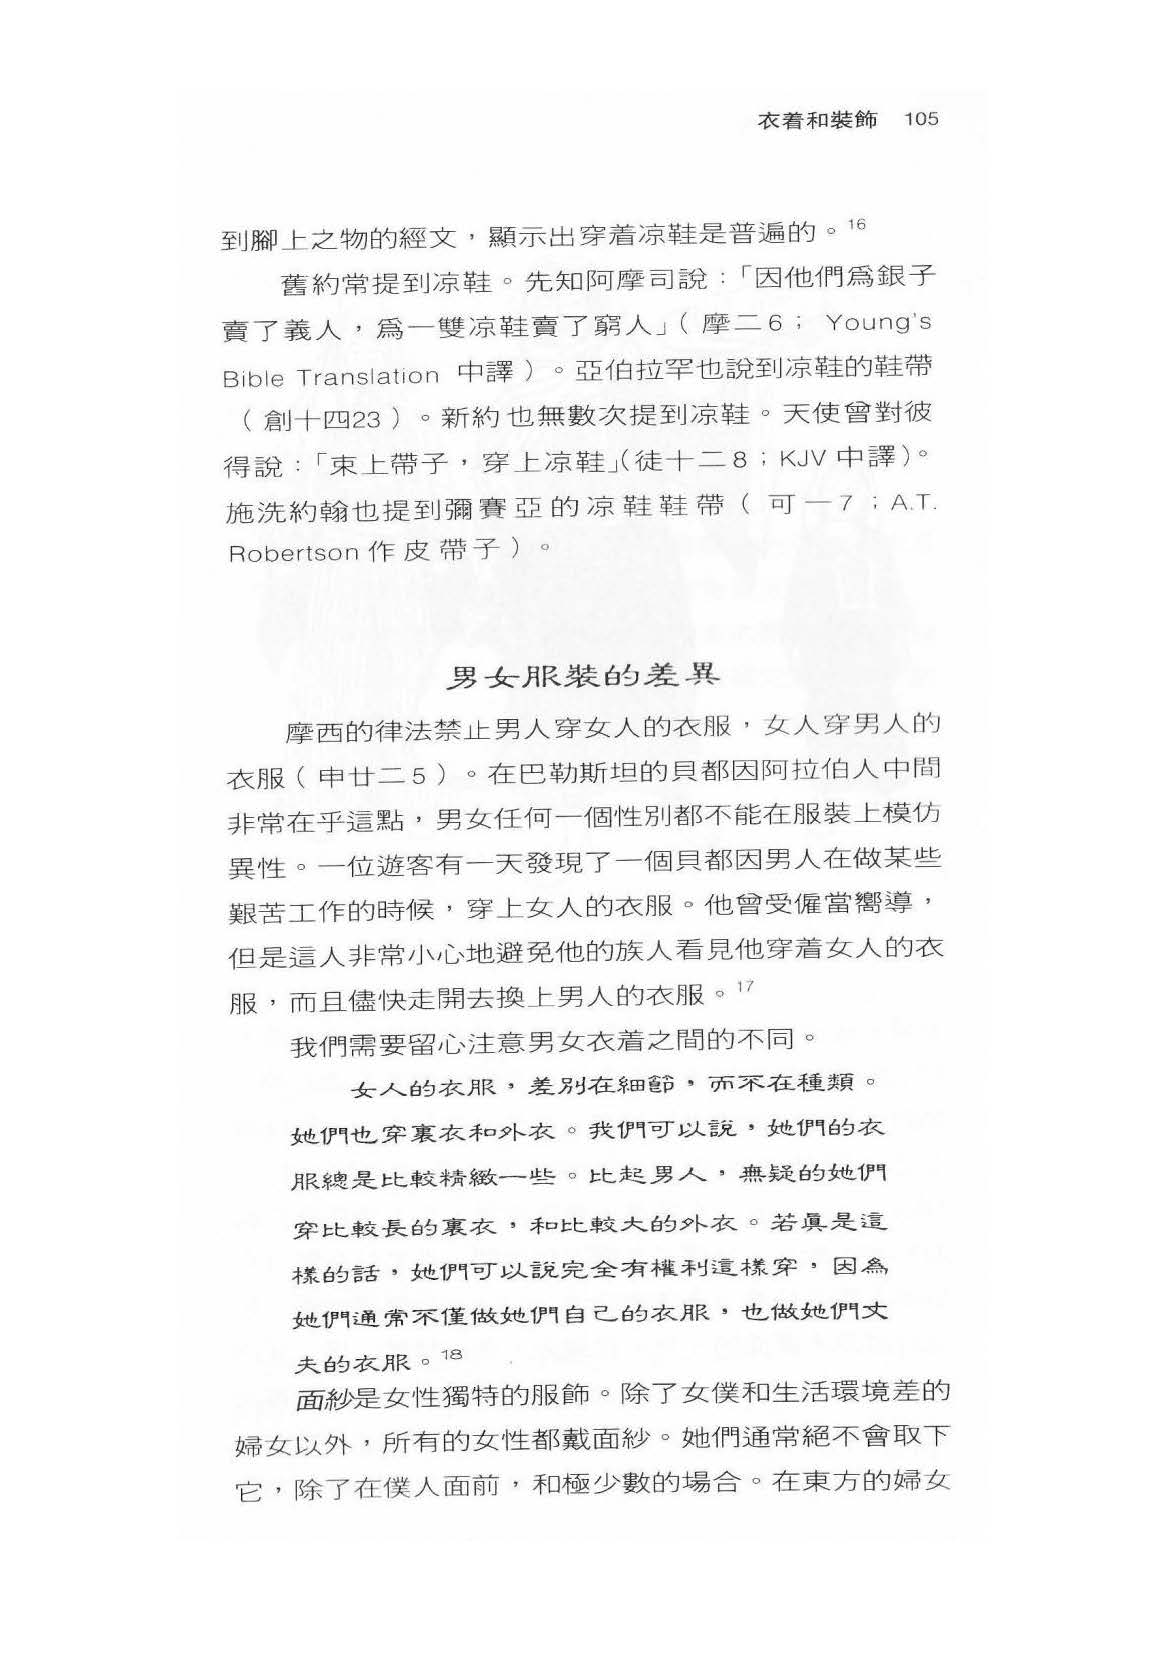 衣着和裝飾 105
到腳上之物的經文，顯示出穿着凉鞋是普遍的。16
舊約常提到凉鞋。先知阿摩司說：「因他們爲銀子
賣了義人，爲一雙凉鞋賣了窮人」（摩二6；Young's
Bible Translation 中譯）。亞伯拉罕也說到凉鞋的鞋帶
（創十四23）。新約也無數次提到凉鞋。天使曾對彼
得說：「束上帶子，穿上凉鞋」（徒十二8；KJV 中譯）。
施洗約翰也提到彌賽亞的凉鞋鞋帶（可一7；A.T.
Robertson 作皮帶子）。
男女服裝的差異
摩西的律法禁止男人穿女人的衣服，女人穿男人的
衣服（申廿二5）。在巴勒斯坦的貝都因阿拉伯人中間
非常在乎這點，男女任何一個性別都不能在服裝上模仿
異性。一位遊客有一天發現了一個貝都因男人在做某些
艱苦工作的時候，穿上女人的衣服。他曾受僱當嚮導，
但是這人非常小心地避免他的族人看見他穿着女人的衣
服，而且儘快走開去換上男人的衣服。17
我們需要留心注意男女衣着之間的不同。
女人的衣服，差別在細節，而不在種類。
她們也穿裏衣和外衣。我們可以說，她們的衣
服總是比較精緻一些。比起男人，無疑的她們
穿比較長的裏衣，和比較大的外衣。若眞是這
樣的話，她們可以說完全有權利這樣穿，因爲
她們通常不僅做她們自己的衣服，也做她們丈
夫的衣服。18
面紗是女性獨特的服飾。除了女僕和生活環境差的
婦女以外，所有的女性都戴面紗。她們通常絕不會取下
它，除了在僕人面前，和極少數的場合。在東方的婦女